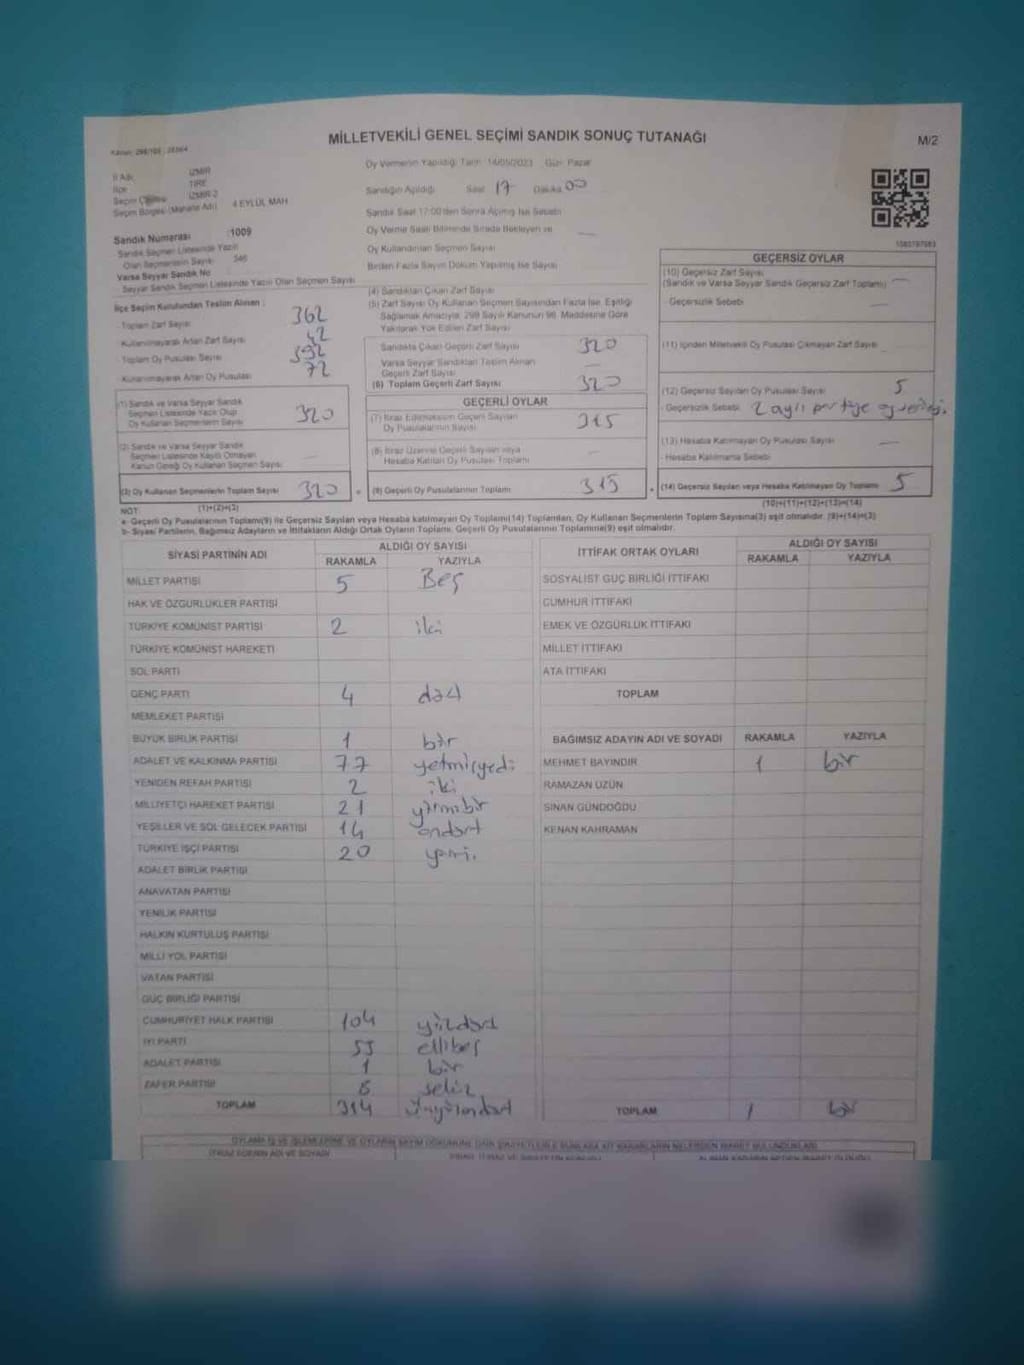 MİLLETVEKİLİ GENEL SEÇİMİ SANDIK SONUÇ TUTANAĞI
M/2
İl Adı İZMİR
İlçe TİRE
Seçim Çevresi İZMİR 2
Seçim Bölgesi (Mahalle Adı) 4 EYLÜL MAH
Oy Vermenin Yapıldığı Tarih 14/05/2023 Gün Pazar
Sandığın Açıldığı Saat 17 Dakika 00
Sandık Saat 17:00'den Sonra Açılmış İse Sebebi
Oy Verme Saati Bitiminde Sırada Bekleyen ve
Oy Kullandırılan Seçmen Sayısı
Birden Fazla Sayım Döküm Yapılmış İse Sayısı
Sandık Numarası :1009
Sandık Seçmen Listesinde Yazılı
Olan Seçmenlerin Sayısı 346
Varsa Seyyar Sandık No
Seyyar Sandık Seçmen Listesinde Yazılı Olan Seçmen Sayısı
İlçe Seçim Kurulundan Teslim Alınan :
- Toplam Zarf Sayısı 362
- Kullanılmayarak Artan Zarf Sayısı 42
- Toplam Oy Pusulası Sayısı 392
- Kullanılmayarak Artan Oy Pusulası 72
(1) Sandık ve Varsa Seyyar Sandık
Seçmen Listesinde Yazılı Olup
Oy Kullanan Seçmenlerin Sayısı 320
(2) Sandık ve Varsa Seyyar Sandık
Seçmen Listesinde Kayıtlı Olmayan
Kanun Gereği Oy Kullanan Seçmen Sayısı
(3) Oy Kullanan Seçmenlerin Toplam Sayısı 320
(1)+(2)=(3)
(4) Sandıktan Çıkan Zarf Sayısı
(5) Zarf Sayısı Oy Kullanan Seçmen Sayısından Fazla İse, Eşitliği
Sağlamak Amacıyla, 298 Sayılı Kanunun 98. Maddesine Göre
Yakılarak Yok Edilen Zarf Sayısı
Sandıkta Çıkan Geçerli Zarf Sayısı 320
Varsa Seyyar Sandıktan Teslim Alınan
Geçerli Zarf Sayısı
(6) Toplam Geçerli Zarf Sayısı 320
GEÇERLİ OYLAR
(7) İtiraz Edilmeksizin Geçerli Sayılan
Oy Pusulalarının Sayısı 315
(8) İtiraz Üzerine Geçerli Sayılan veya
Hesaba Katılan Oy Pusulası Toplamı
(9) Geçerli Oy Pusulalarının Toplamı 315
GEÇERSİZ OYLAR
(10) Geçersiz Zarf Sayısı
(Sandık ve Varsa Seyyar Sandık Geçersiz Zarf Toplamı)
- Geçersizlik Sebebi
(11) İçinden Milletvekili Oy Pusulası Çıkmayan Zarf Sayısı
(12) Geçersiz Sayılan Oy Pusulası Sayısı 5
- Geçersizlik Sebebi 2 aylı partiye
(13) Hesaba Katılmayan Oy Pusulası Sayısı
- Hesaba Katılmama Sebebi
(14) Geçersiz Sayılan veya Hesaba Katılmayan Oy Toplamı 5
(10)+(11)+(12)+(13)=(14)
NOT:
a- Geçerli Oy Pusulalarının Toplamı(9) ile Geçersiz Sayılan veya Hesaba katılmayan Oy Toplamı(14) Toplamları, Oy Kullanan Seçmenlerin Toplam Sayısına(3) eşit olmalıdır. (9)+(14)=(3)
b- Siyasi Partilerin, Bağımsız Adayların ve İttifakların Aldığı Ortak Oyların Toplamı, Geçerli Oy Pusulalarının Toplamına(9) eşit olmalıdır.
SİYASİ PARTİNİN ADI ALDIĞI OY SAYISI
RAKAMLA YAZIYLA
MİLLET PARTİSİ 5 Beş
HAK VE ÖZGÜRLÜKLER PARTİSİ
TÜRKİYE KOMÜNİST PARTİSİ 2 iki
TÜRKİYE KOMÜNİST HAREKETİ
SOL PARTİ
GENÇ PARTİ 4 dört
MEMLEKET PARTİSİ
BÜYÜK BİRLİK PARTİSİ 1 bir
ADALET VE KALKINMA PARTİSİ 77 yetmişyedi
YENİDEN REFAH PARTİSİ 2 iki
MİLLİYETÇİ HAREKET PARTİSİ 21 yirmibir
YEŞİLLER VE SOL GELECEK PARTİSİ 14 ondört
TÜRKİYE İŞÇİ PARTİSİ 20 yirmi.
ADALET BİRLİK PARTİSİ
ANAVATAN PARTİSİ
YENİLİK PARTİSİ
HALKIN KURTULUŞ PARTİSİ
MİLLİ YOL PARTİSİ
VATAN PARTİSİ
GÜÇ BİRLİĞİ PARTİSİ
CUMHURİYET HALK PARTİSİ 104 yüzdört
İYİ PARTİ 55 ellibeş
ADALET PARTİSİ 1 bir
ZAFER PARTİSİ 8 sekiz
TOPLAM 314 üçyüzondört
İTTİFAK ORTAK OYLARI ALDIĞI OY SAYISI
RAKAMLA YAZIYLA
SOSYALİST GÜÇ BİRLİĞİ İTTİFAKI
CUMHUR İTTİFAKI
EMEK VE ÖZGÜRLÜK İTTİFAKI
MİLLET İTTİFAKI
ATA İTTİFAKI
TOPLAM
BAĞIMSIZ ADAYIN ADI VE SOYADI RAKAMLA YAZIYLA
MEHMET BAYINDIR 1 bir
RAMAZAN UZÜN
SİNAN GÜNDOĞDU
KENAN KAHRAMAN
TOPLAM 1 bir